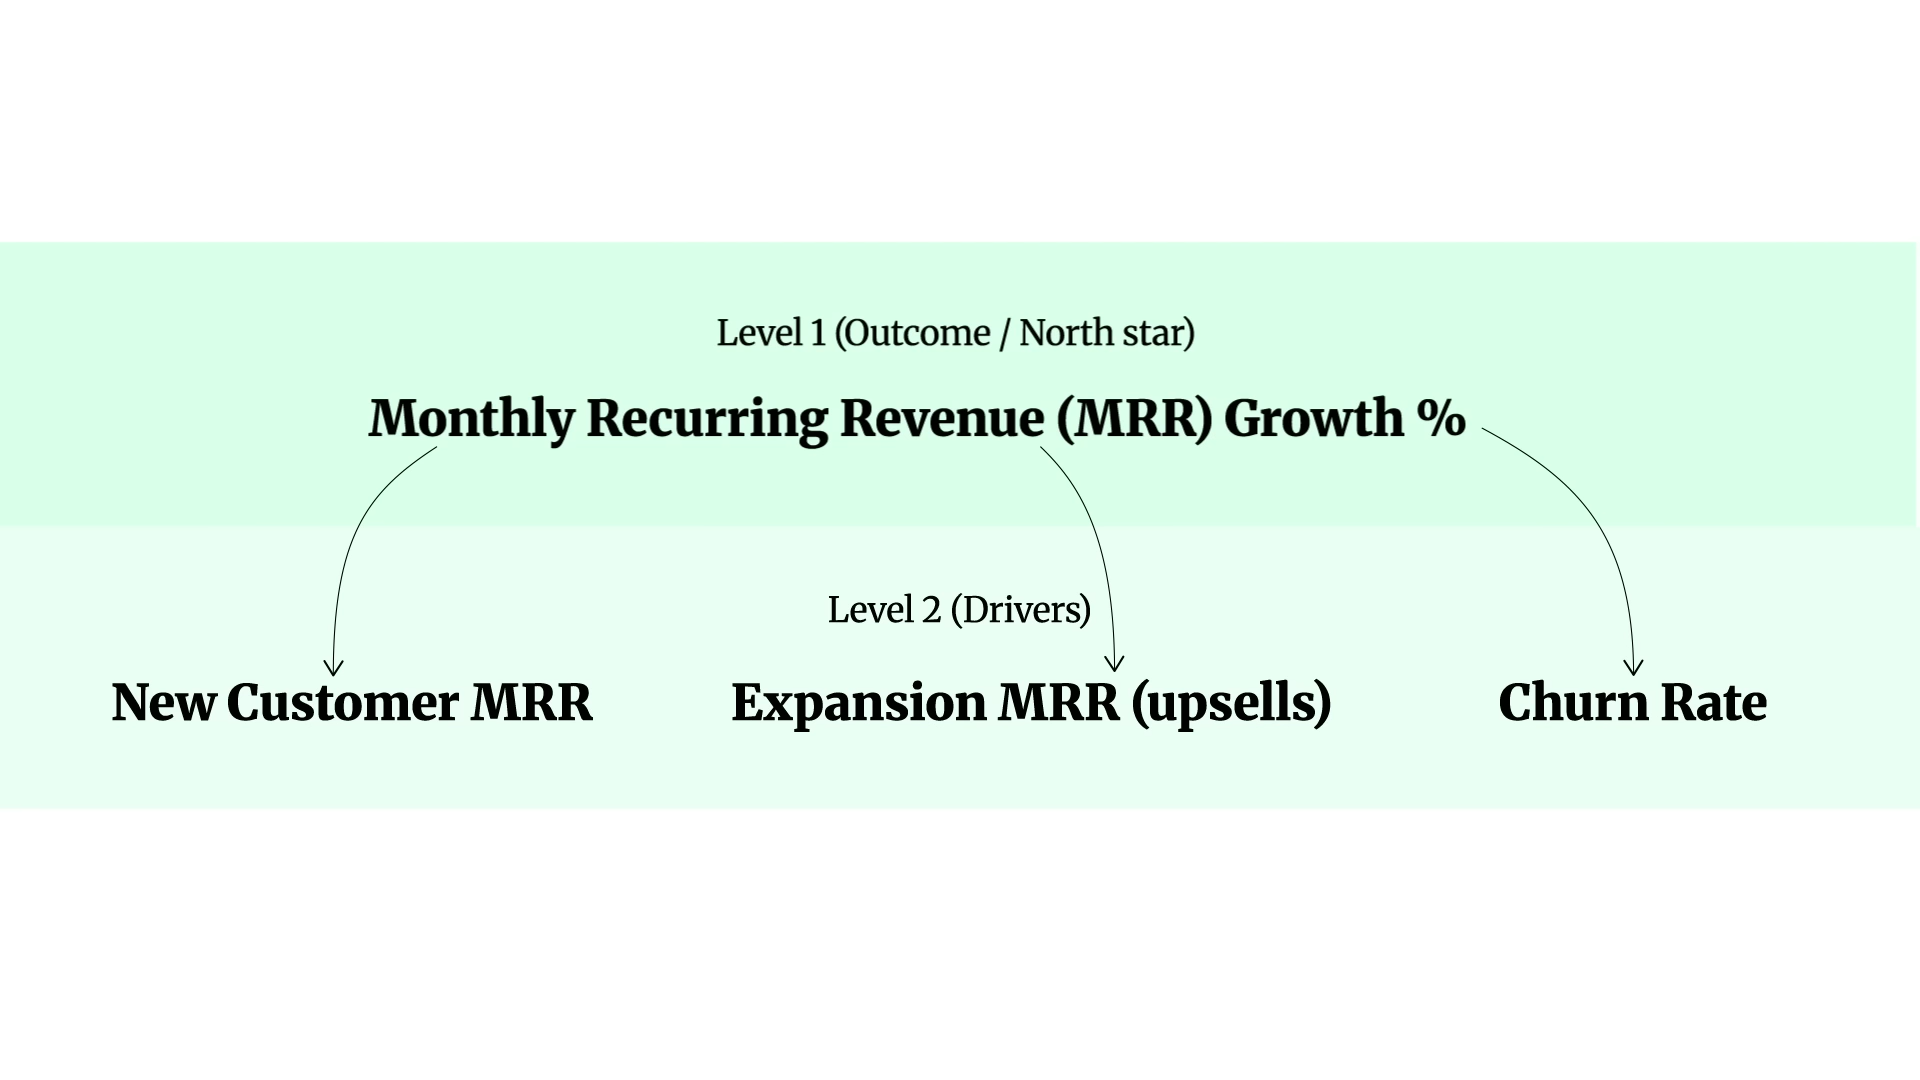 Level 1 (Outcome / North star)
Monthly Recurring Revenue (MRR) Growth %
Level 2 (Drivers)
New Customer MRR
Expansion MRR (upsells)
Churn Rate